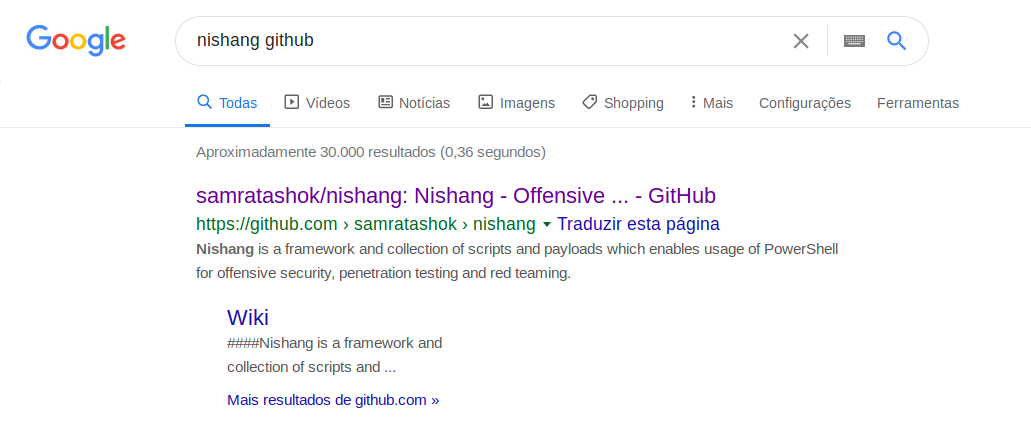 Google
nishang github
Todas Vídeos Notícias Imagens Shopping Mais Configurações Ferramentas
Aproximadamente 30.000 resultados (0,36 segundos)
samratashok/nishang: Nishang - Offensive ... - GitHub
https://github.com › samratashok › nishang Traduzir esta página
Nishang is a framework and collection of scripts and payloads which enables usage of PowerShell
for offensive security, penetration testing and red teaming.
Wiki
####Nishang is a framework and
collection of scripts and ...
Mais resultados de github.com »